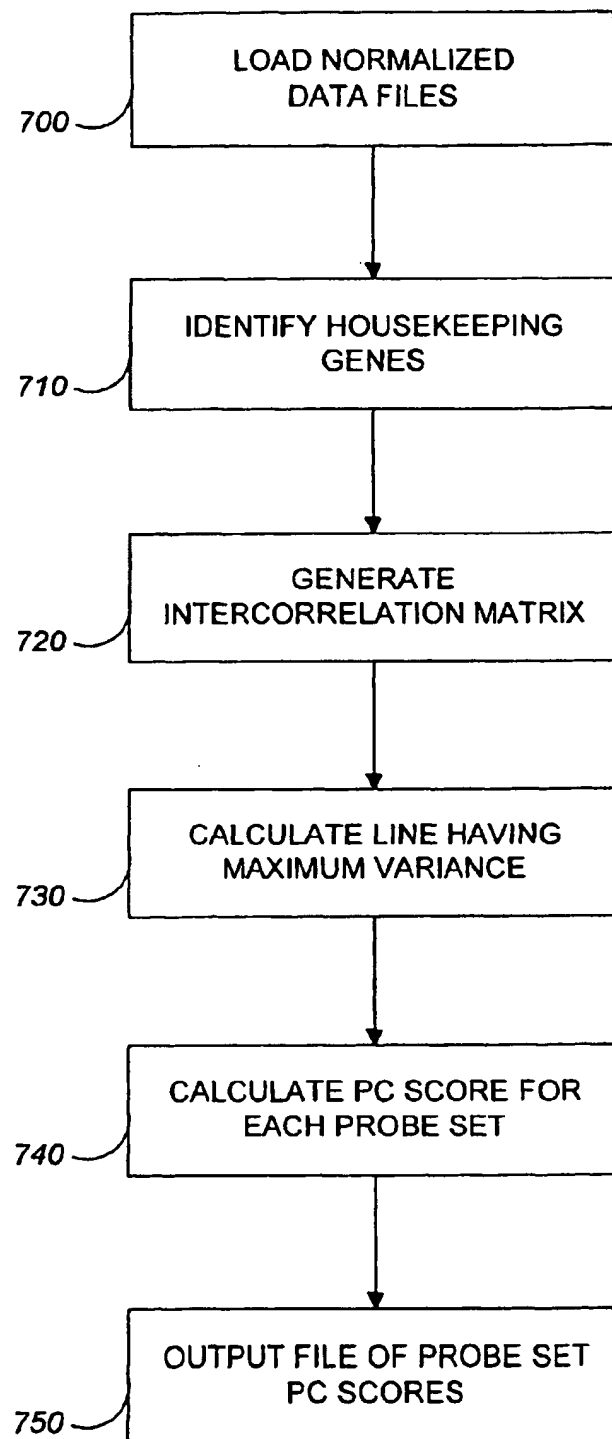 LOAD NORMALIZED
DATA FILES
700
IDENTIFY HOUSEKEEPING
GENES
710
GENERATE
INTERCORRELATION MATRIX
720
CALCULATE LINE HAVING
MAXIMUM VARIANCE
730
CALCULATE PC SCORE FOR
EACH PROBE SET
740
OUTPUT FILE OF PROBE SET
PC SCORES
750